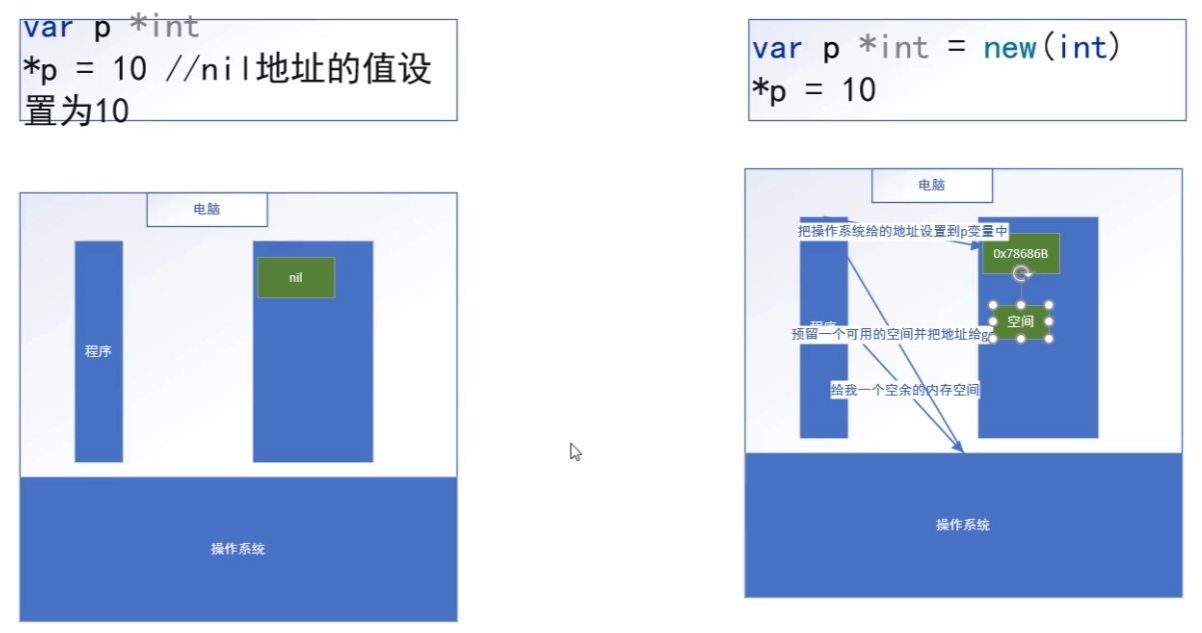 var p *int
*p = 10 //nil地址的值设
置为10
var p *int = new(int)
*p = 10
电脑
nil
程序
操作系统
电脑
把操作系统给的地址设置到p变量中
0x78686B
空间
程序
预留一个可用的空间并把地址给g
给我一个空余的内存空间
操作系统